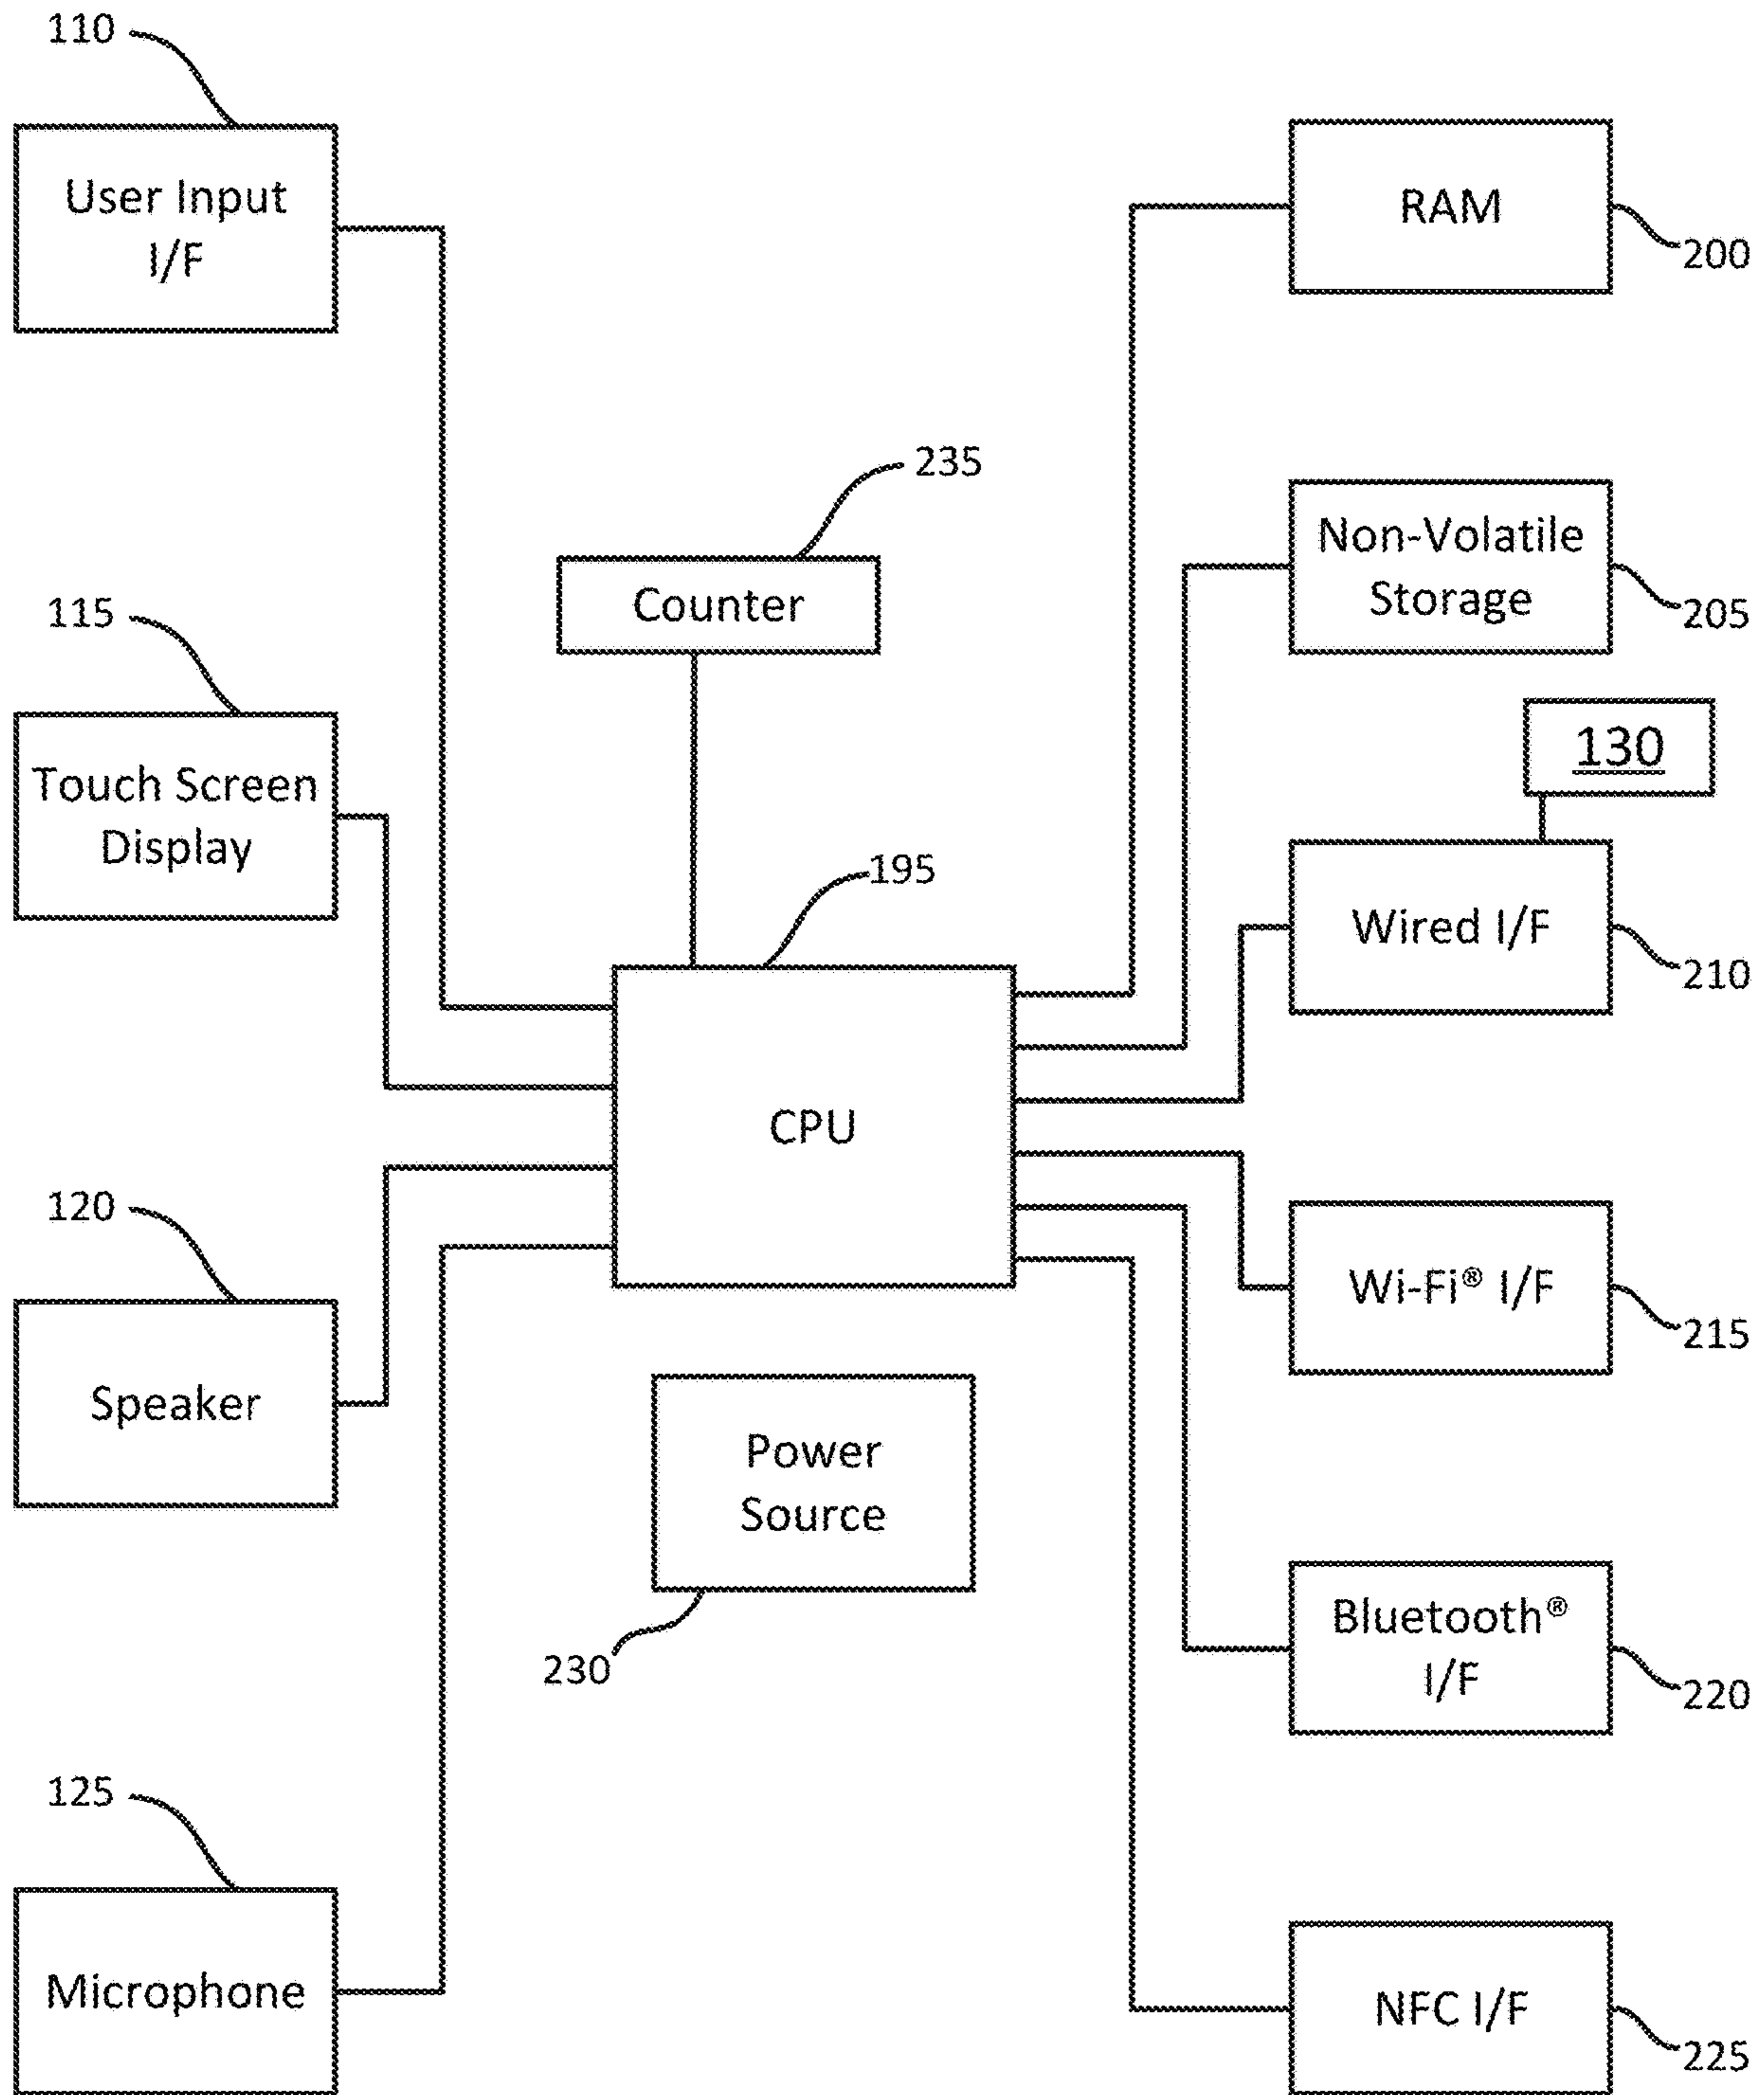 110
User Input
I/F
RAM
200
235
Counter
Non-Volatile
Storage
205
115
Touch Screen
Display
130
195
Wired I/F
210
CPU
120
Speaker
Wi-Fi® I/F
215
Power
Source
230
Bluetooth®
I/F
220
125
Microphone
NFC I/F
225